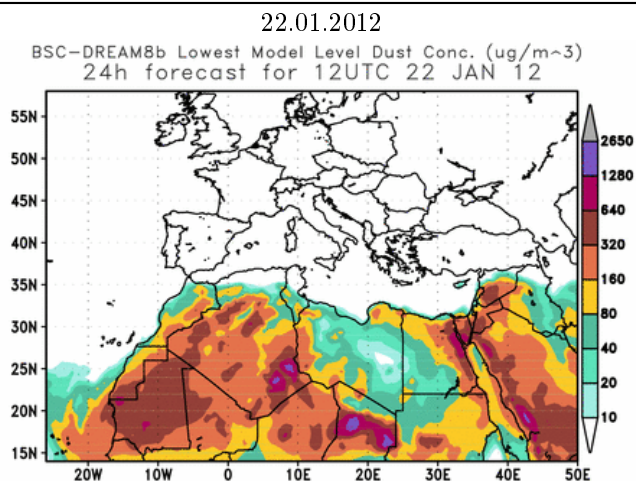 22.01.2012
BSC-DREAM8b Lowest Model Level Dust Conc. (ug/m^3)
24h forecast for 12UTC 22 JAN 12
55N
50N
45N
40N
35N
30N
25N
20N
15N
20W 10W 0 10E 20E 30E 40E 50E
2650
1280
640
320
160
80
40
20
10